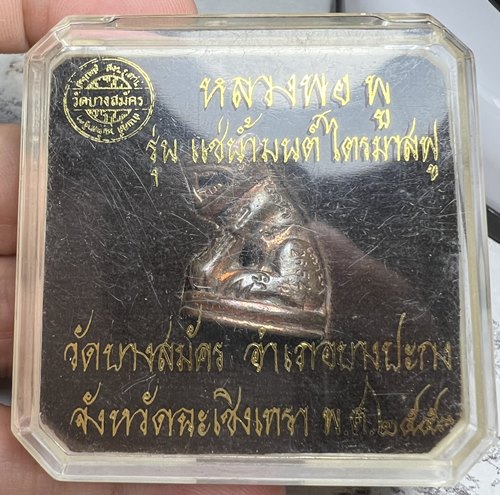 วัดบางสมัคร
หลวงพ่อ ฟู
รุ่น แช่น้ำมนต์ ไตรมาสฟู
วัดบางสมัคร อำเภอบางปะกง
จังหวัดฉะเชิงเทรา พ.ศ.